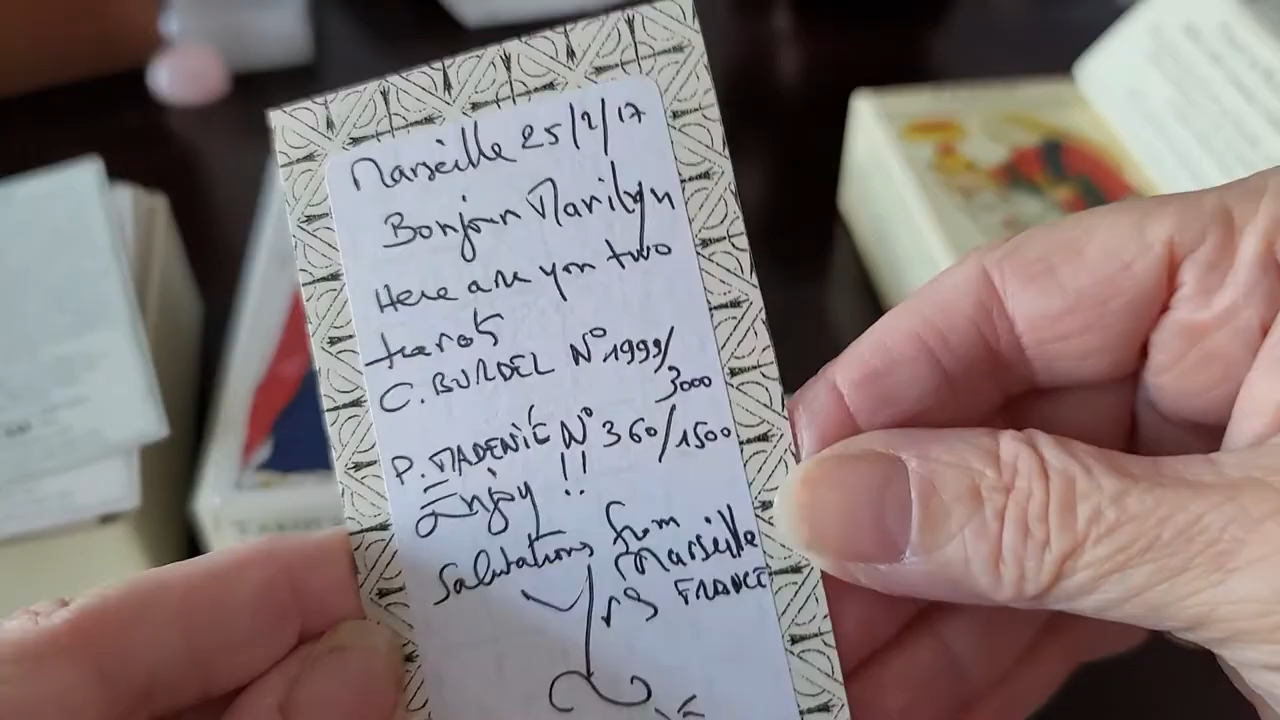 Marseille 25/2/17
Bonjour Marilyn
Here are you two
tarots
C. BURDEL N° 1999/
3000
P. MADENIÉ N° 360/1500
Enjoy !!
Salutations from
Marseille
FRANCE